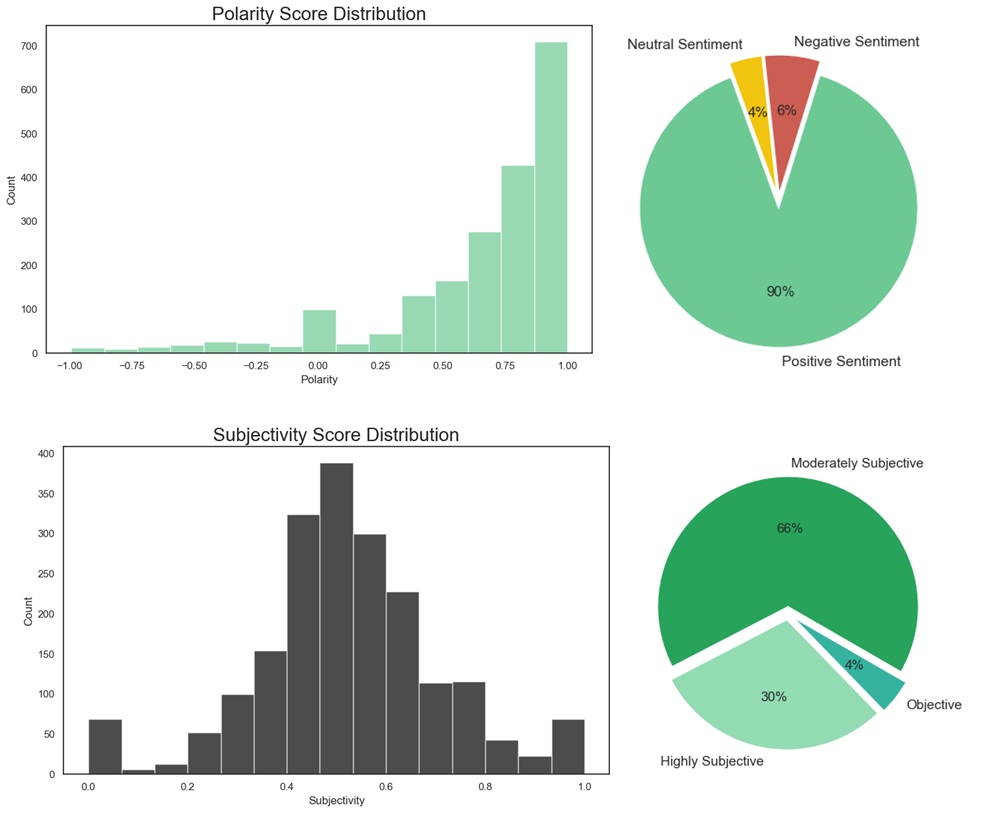 Polarity Score Distribution
Count
700
600
500
400
300
200
100
0
−1.00 −0.75 −0.50 −0.25 0.00 0.25 0.50 0.75 1.00
Polarity
Neutral Sentiment
Negative Sentiment
4%
6%
90%
Positive Sentiment
Subjectivity Score Distribution
Count
400
350
300
250
200
150
100
50
0
0.0 0.2 0.4 0.6 0.8 1.0
Subjectivity
Moderately Subjective
66%
4%
30%
Objective
Highly Subjective